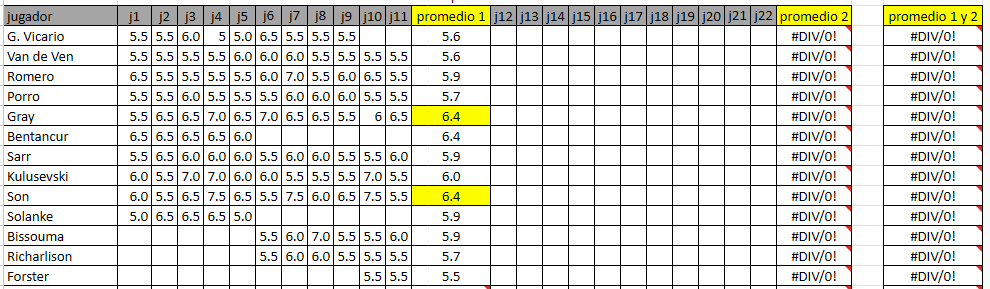 jugador j1 j2 j3 j4 j5 j6 j7 j8 j9 j10 j11 promedio 1 j12 j13 j14 j15 j16 j17 j18 j19 j20 j21 j22 promedio 2 promedio 1 y 2
G. Vicario 5.5 5.5 6.0 5 5.0 6.5 5.5 5.5 5.5 5.6 #DIV/0! #DIV/0!
Van de Ven 5.5 5.5 5.5 5.5 6.0 6.0 6.0 5.5 5.5 5.5 5.5 5.6 #DIV/0! #DIV/0!
Romero 6.5 5.5 5.5 5.5 5.5 6.0 7.0 5.5 6.0 6.5 5.5 5.9 #DIV/0! #DIV/0!
Porro 5.5 5.5 6.0 5.5 5.5 5.5 6.0 6.0 6.0 5.5 5.5 5.7 #DIV/0! #DIV/0!
Gray 5.5 6.5 6.5 7.0 6.5 7.0 6.5 6.5 5.5 6 6.5 6.4 #DIV/0! #DIV/0!
Bentancur 6.5 6.5 6.5 6.5 6.0 6.4 #DIV/0! #DIV/0!
Sarr 5.5 6.5 6.0 6.0 6.0 5.5 6.0 6.0 5.5 5.5 6.0 5.9 #DIV/0! #DIV/0!
Kulusevski 6.0 5.5 7.0 7.0 6.0 6.0 5.5 5.5 5.5 7.0 5.5 6.0 #DIV/0! #DIV/0!
Son 6.0 5.5 6.5 7.5 6.5 5.5 7.5 6.0 6.5 7.5 5.5 6.4 #DIV/0! #DIV/0!
Solanke 5.0 6.5 6.5 6.5 5.0 5.9 #DIV/0! #DIV/0!
Bissouma 5.5 6.0 7.0 5.5 5.5 6.0 5.9 #DIV/0! #DIV/0!
Richarlison 5.5 6.0 6.0 5.5 5.5 5.5 5.7 #DIV/0! #DIV/0!
Forster 5.5 5.5 5.5 #DIV/0! #DIV/0!